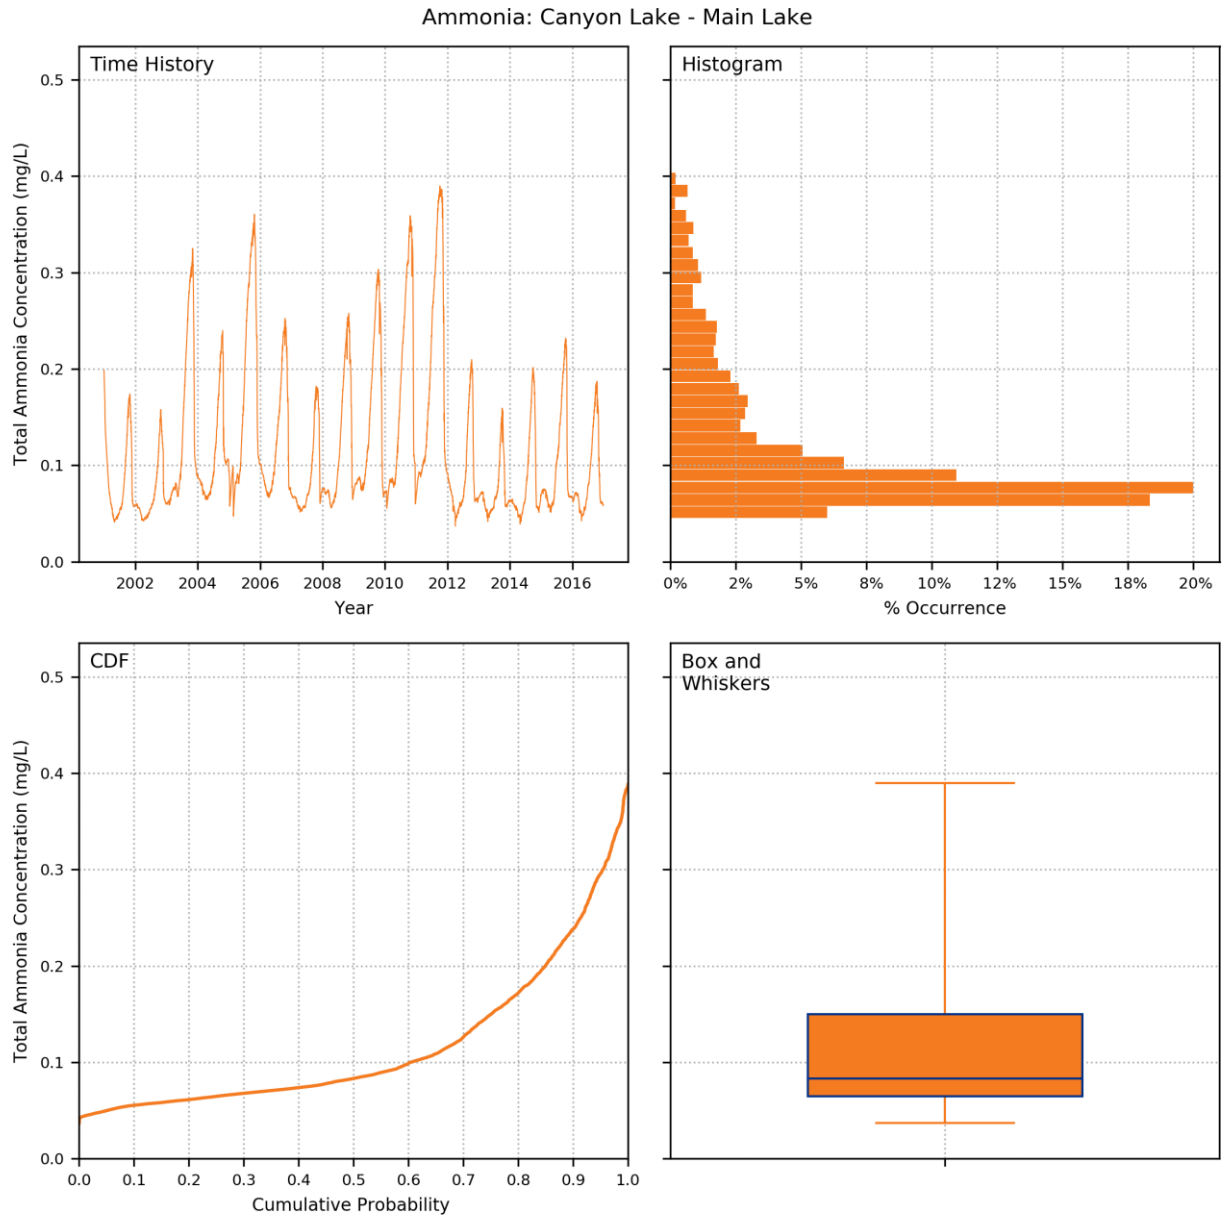 Ammonia: Canyon Lake - Main Lake
Time History
Total Ammonia Concentration (mg/L)
0.5
0.4
0.3
0.2
0.1
0.0
2002 2004 2006 2008 2010 2012 2014 2016
Year
Histogram
0% 2% 5% 8% 10% 12% 15% 18% 20%
% Occurrence
CDF
Total Ammonia Concentration (mg/L)
0.5
0.4
0.3
0.2
0.1
0.0
0.0 0.1 0.2 0.3 0.4 0.5 0.6 0.7 0.8 0.9 1.0
Cumulative Probability
Box and
Whiskers